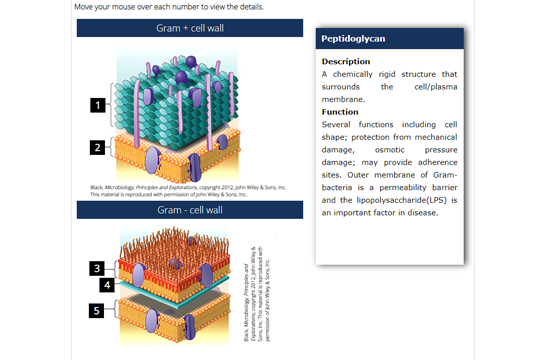 Move your mouse over each number to view the details.
Gram + cell wall
1
2
Black, Microbiology, Principles and Explorations, copyright 2012, John Wiley & Sons, Inc.
This material is reproduced with permission of John Wiley & Sons, Inc.
Gram - cell wall
3
4
5
Black, Microbiology, Principles and
Explorations, copyright 2012, John Wiley &
Sons, Inc. This material is reproduced with
permission of John Wiley & Sons, Inc.
Peptidoglycan
Description
A chemically rigid structure that
surrounds the cell/plasma
membrane.
Function
Several functions including cell
shape; protection from mechanical
damage, osmotic pressure
damage; may provide adherence
sites. Outer membrane of Gram-
bacteria is a permeability barrier
and the lipopolysaccharide(LPS) is
an important factor in disease.